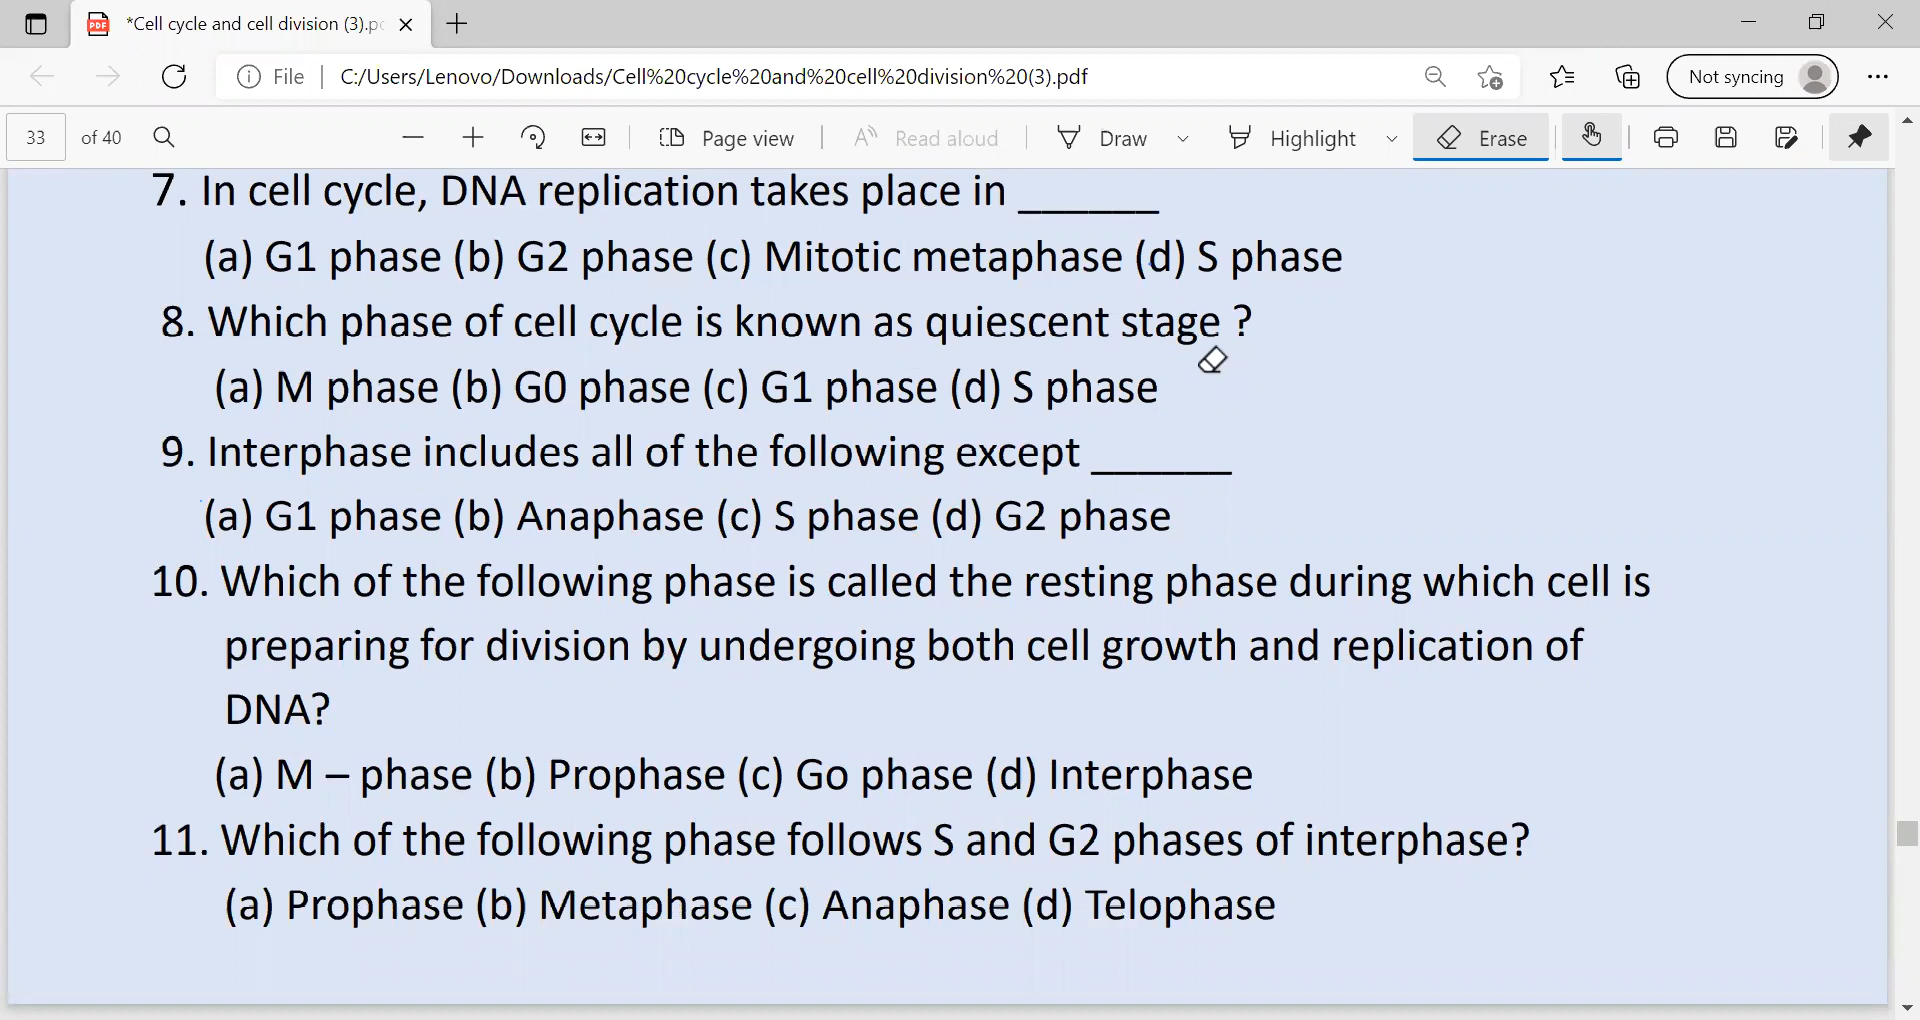 *Cell cycle and cell division (3).p
File
C:/Users/Lenovo/Downloads/Cell%20cycle%20and%20cell%20division%20(3).pdf
Not syncing
33 of 40
Page view
Read aloud
Draw
Highlight
Erase
7. In cell cycle, DNA replication takes place in ______
(a) G1 phase (b) G2 phase (c) Mitotic metaphase (d) S phase
8. Which phase of cell cycle is known as quiescent stage ?
(a) M phase (b) G0 phase (c) G1 phase (d) S phase
9. Interphase includes all of the following except ______
(a) G1 phase (b) Anaphase (c) S phase (d) G2 phase
10. Which of the following phase is called the resting phase during which cell is
preparing for division by undergoing both cell growth and replication of
DNA?
(a) M – phase (b) Prophase (c) Go phase (d) Interphase
11. Which of the following phase follows S and G2 phases of interphase?
(a) Prophase (b) Metaphase (c) Anaphase (d) Telophase